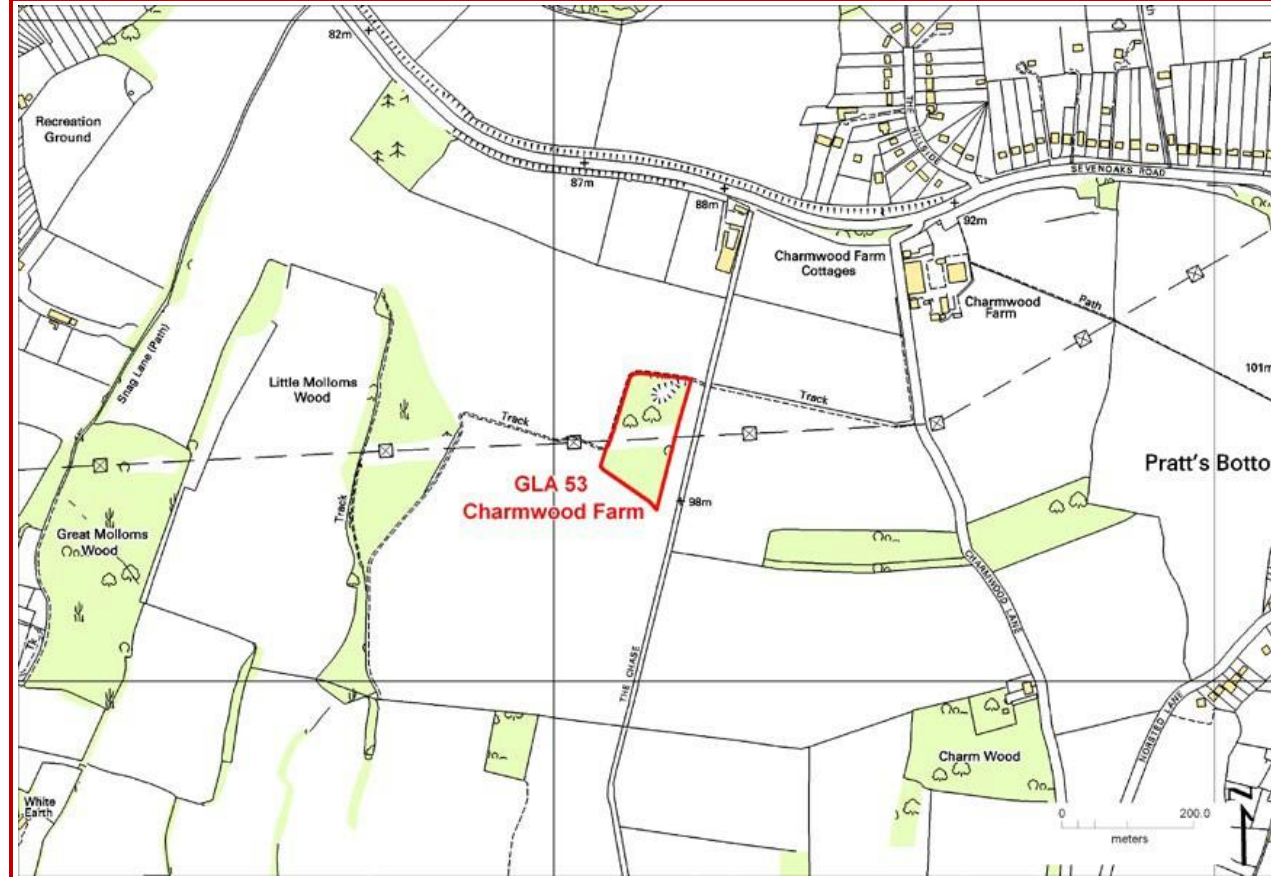 82m
Recreation
Ground
THE HILLSIDE
SEVENOAKS ROAD
87m
88m
92m
Charmwood Farm
Cottages
Charmwood
Farm
Path
101m
Snag Lane (Path)
Little Molloms
Wood
Track
Track
Track
GLA 53
Charmwood Farm
98m
Pratt's Botto
Great Molloms
Wood
CHARMWOOD LANE
Tk
THE CHASE
NORSTED LANE
Charm Wood
White
Earth
0
200.0
meters